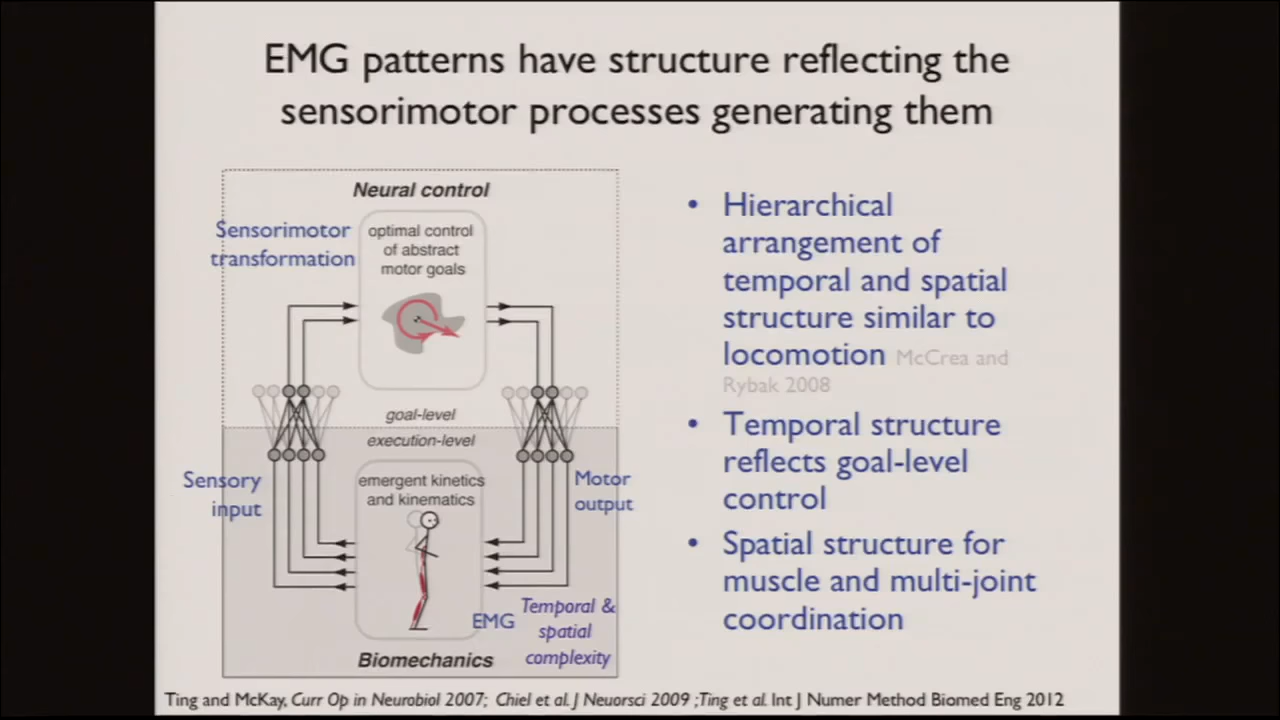 EMG patterns have structure reflecting the
sensorimotor processes generating them
Neural control
Sensorimotor
transformation
optimal control
of abstract
motor goals
goal-level
execution-level
Sensory
input
emergent kinetics
and kinematics
Motor
output
EMG
Temporal &
spatial
complexity
Biomechanics
• Hierarchical
arrangement of
temporal and spatial
structure similar to
locomotion McCrea and
Rybak 2008
• Temporal structure
reflects goal-level
control
• Spatial structure for
muscle and multi-joint
coordination
Ting and McKay, Curr Op in Neurobiol 2007; Chiel et al. J Neuorsci 2009 ;Ting et al. Int J Numer Method Biomed Eng 2012